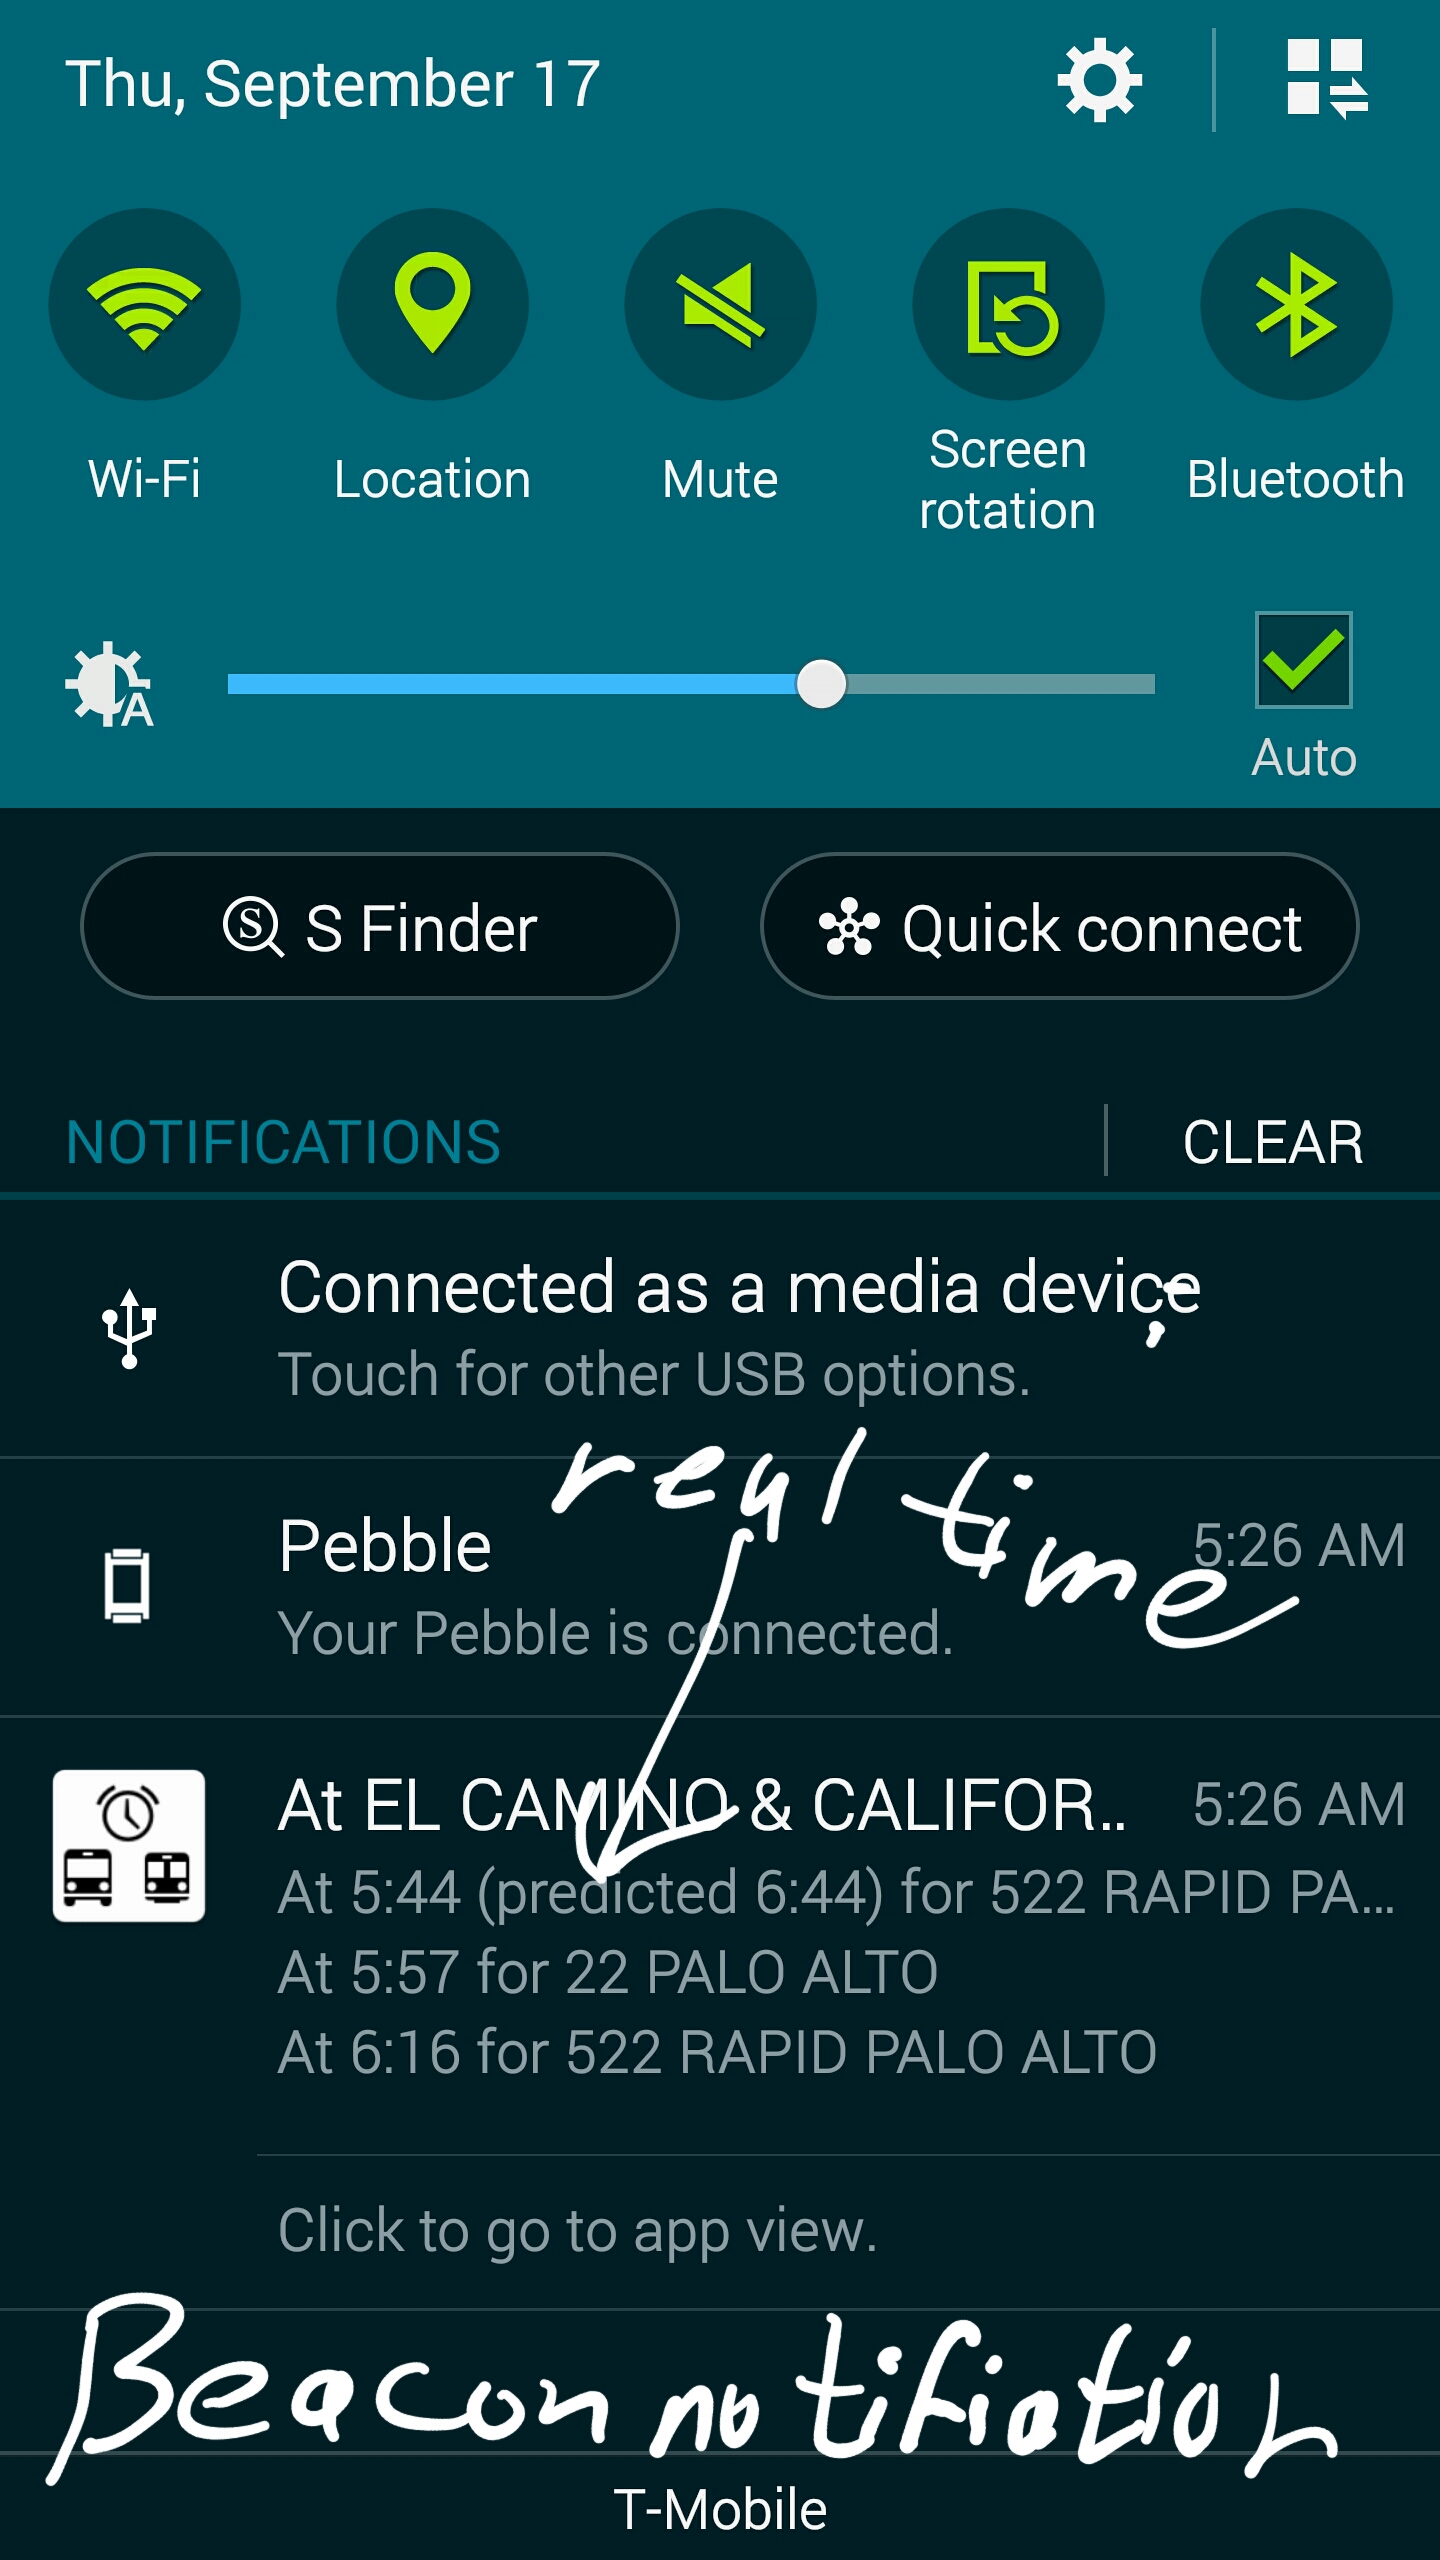 Thu, September 17
Wi-Fi Location Mute Screen rotation Bluetooth
A
Auto
S Finder Quick connect
NOTIFICATIONS CLEAR
Connected as a media device
Touch for other USB options.
real time
Pebble 5:26 AM
Your Pebble is connected.
At EL CAMINO & CALIFOR.. 5:26 AM
At 5:44 (predicted 6:44) for 522 RAPID PA...
At 5:57 for 22 PALO ALTO
At 6:16 for 522 RAPID PALO ALTO
Click to go to app view.
Beacon notifiation
T-Mobile